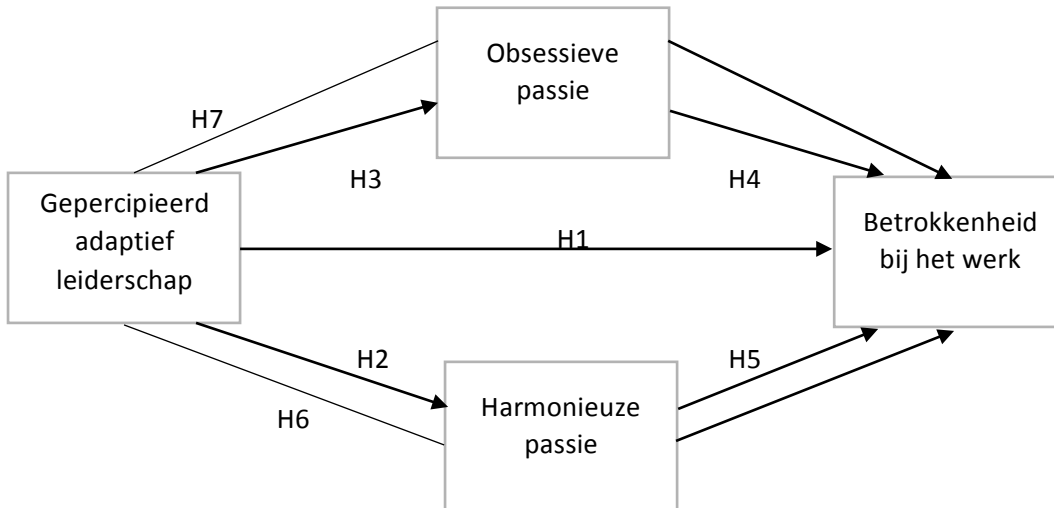 Obsessieve
passie
H7
H3
H4
Gepercipieerd
adaptief
leiderschap
H1
Betrokkenheid
bij het werk
H2
H5
H6
Harmonieuze
passie